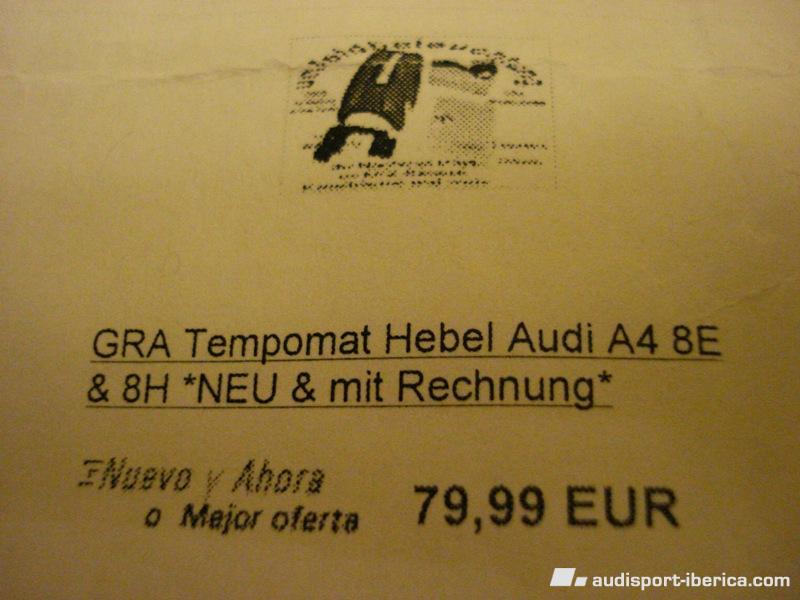 GRA Tempomat Hebel Audi A4 8E
& 8H *NEU & mit Rechnung*
Nuevo y Ahora
o Mejor oferta
79,99 EUR
audisport-iberica.com